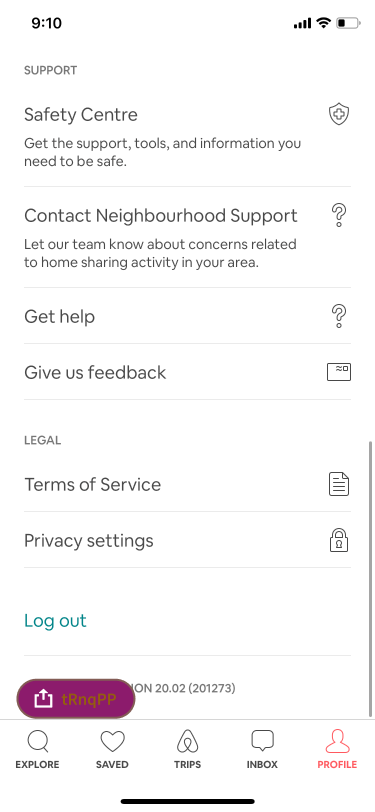 9:10
SUPPORT
Safety Centre
Get the support, tools, and information you
need to be safe.
Contact Neighbourhood Support
Let our team know about concerns related
to home sharing activity in your area.
Get help
Give us feedback
LEGAL
Terms of Service
Privacy settings
Log out
ION 20.02 (201273)
tRnqPP
EXPLORE
SAVED
TRIPS
INBOX
PROFILE